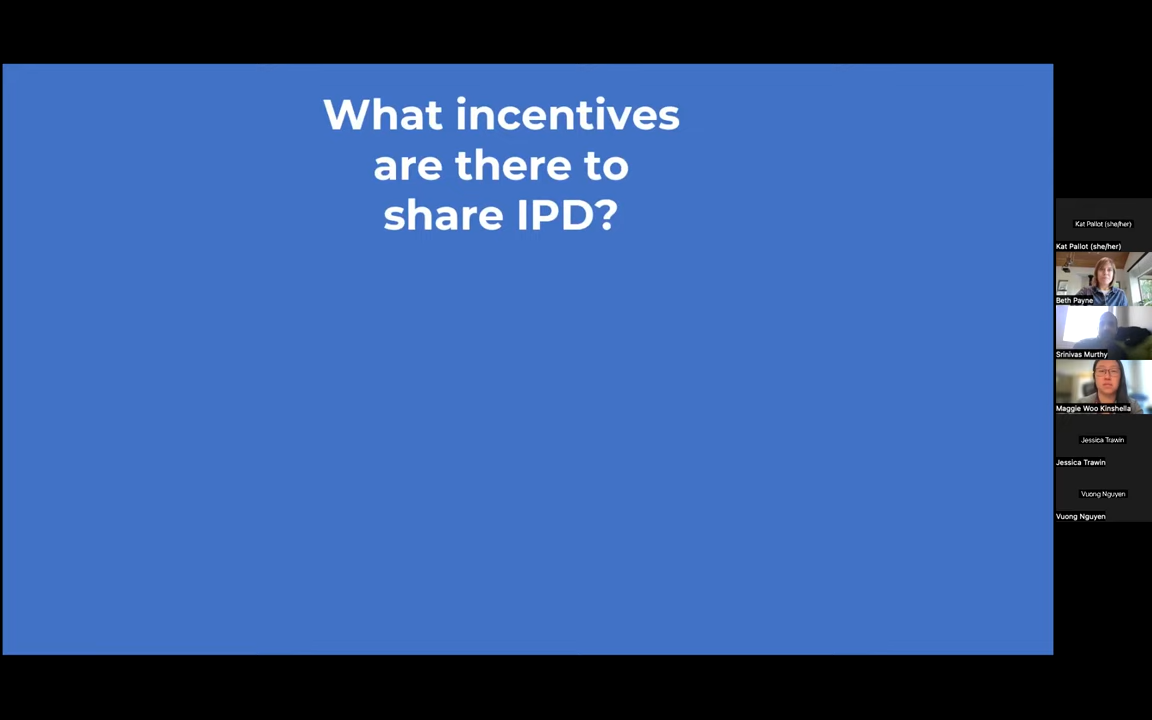 What incentives
are there to
share IPD?
Kat Pallot (she/her)
Kat Pallot (she/her)
Beth Payne
Srinivas Murthy
Maggie Woo Kinshella
Jessica Trawin
Jessica Trawin
Vuong Nguyen
Vuong Nguyen